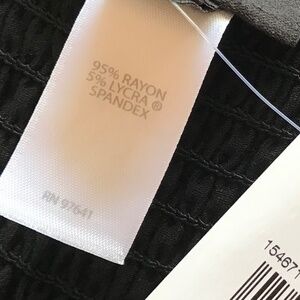 95% RAYON
5% LYCRA ®
SPANDEX
RN 97641
154671